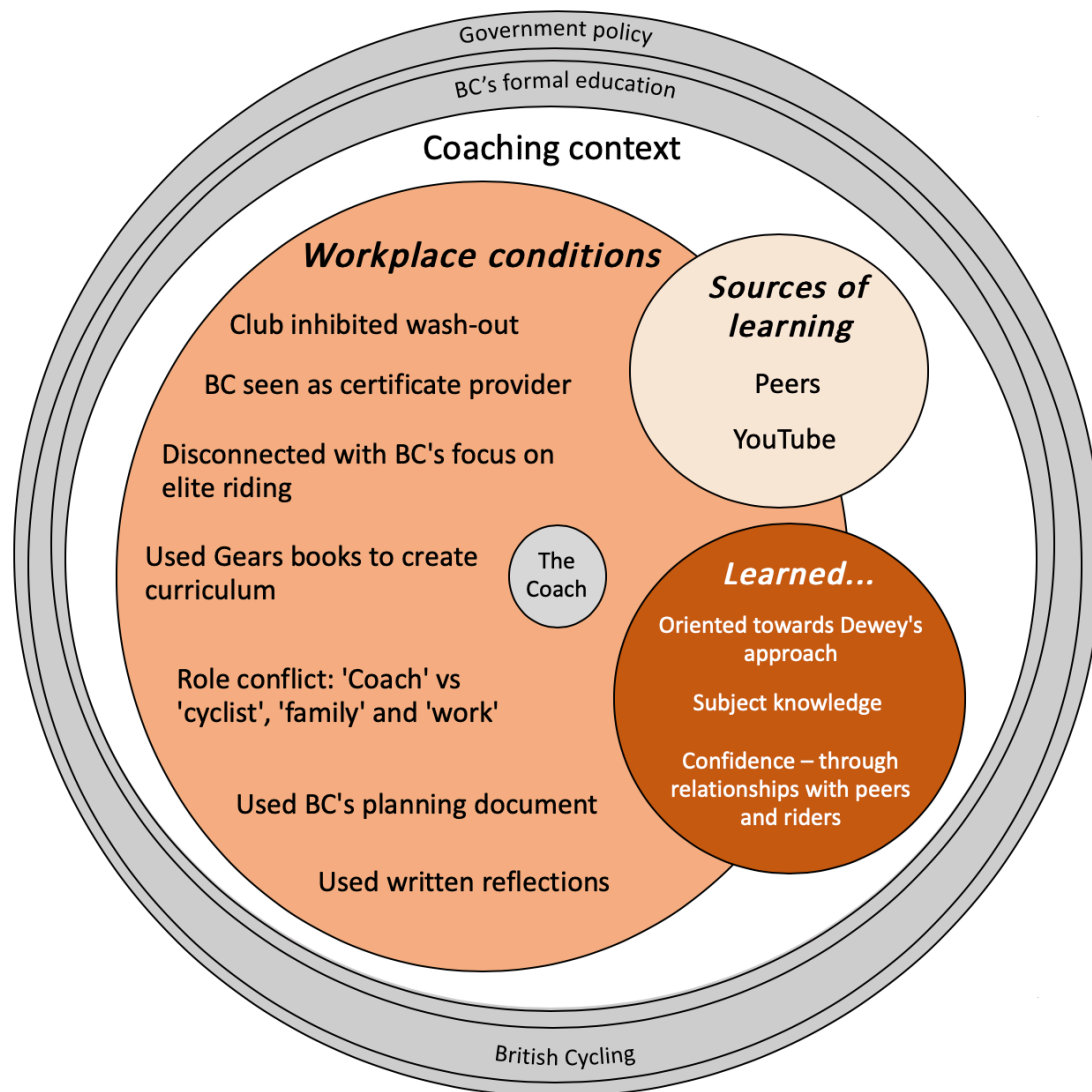 Government policy
BC's formal education
Coaching context
Workplace conditions
Club inhibited wash-out
BC seen as certificate provider
Disconnected with BC's focus on
elite riding
Used Gears books to create
curriculum
Role conflict: 'Coach' vs
'cyclist', 'family' and 'work'
Used BC's planning document
Used written reflections
The
Coach
Sources of
learning
Peers
YouTube
Learned...
Oriented towards Dewey's
approach
Subject knowledge
Confidence – through
relationships with peers
and riders
British Cycling